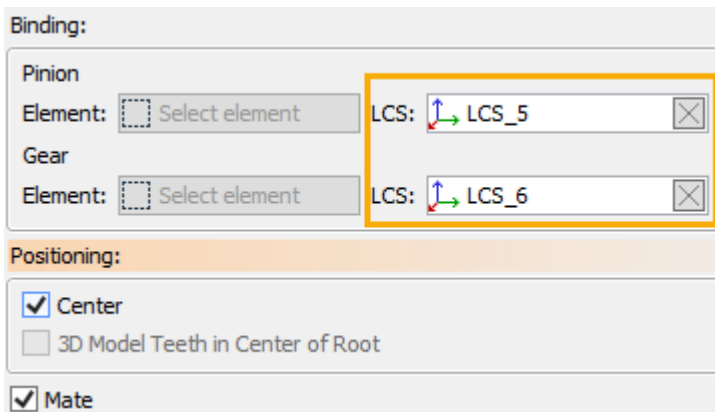 Binding:
Pinion
Element: Select element LCS: LCS_5
Gear
Element: Select element LCS: LCS_6
Positioning:
Center
3D Model Teeth in Center of Root
Mate